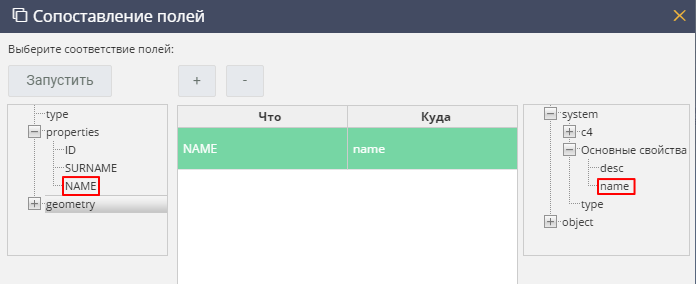 Сопоставление полей
Выберите соответствие полей:
Запустить
+
-
type
properties
ID
SURNAME
NAME
geometry
Что
Куда
NAME
name
system
c4
Основные свойства
desc
name
type
object